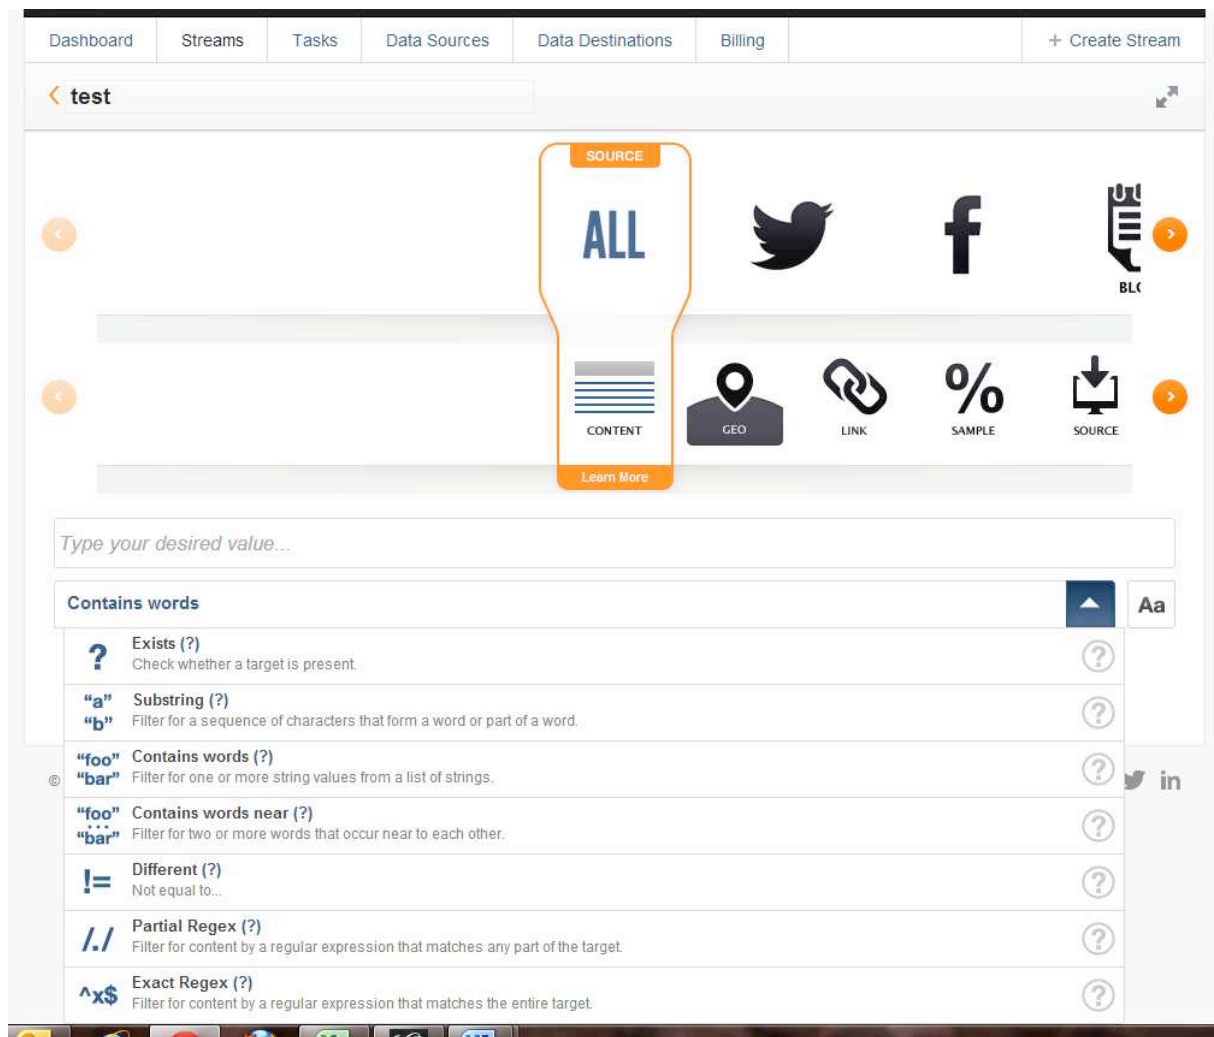 Dashboard Streams Tasks Data Sources Data Destinations Billing + Create Stream
test
SOURCE
ALL
CONTENT GEO LINK % SAMPLE SOURCE
Learn More
Type your desired value...
Contains words Aa
? Exists (?)
Check whether a target is present.
"a" Substring (?)
"b" Filter for a sequence of characters that form a word or part of a word.
"foo" Contains words (?)
"bar" Filter for one or more string values from a list of strings.
©
in
"foo" Contains words near (?)
...
"bar" Filter for two or more words that occur near to each other.
!= Different (?)
Not equal to...
/./ Partial Regex (?)
Filter for content by a regular expression that matches any part of the target.
^x$ Exact Regex (?)
Filter for content by a regular expression that matches the entire target.